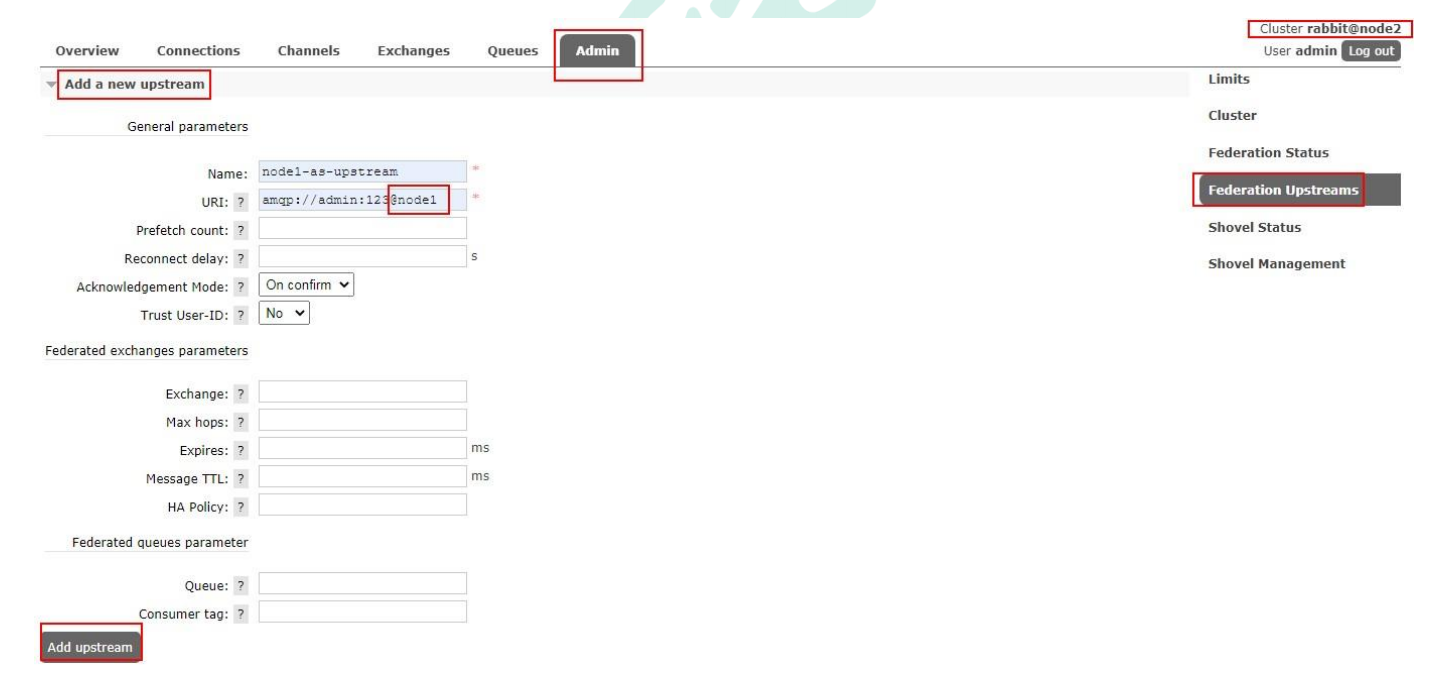 Cluster rabbit@node2
Overview Connections Channels Exchanges Queues Admin
User admin Log out
Add a new upstream
General parameters
Name: node1-as-upstream *
URI: ? amqp://admin:123@node1 *
Prefetch count: ?
Reconnect delay: ? s
Acknowledgement Mode: ? On confirm
Trust User-ID: ? No
Federated exchanges parameters
Exchange: ?
Max hops: ?
Expires: ? ms
Message TTL: ? ms
HA Policy: ?
Federated queues parameter
Queue: ?
Consumer tag: ?
Add upstream
Limits
Cluster
Federation Status
Federation Upstreams
Shovel Status
Shovel Management